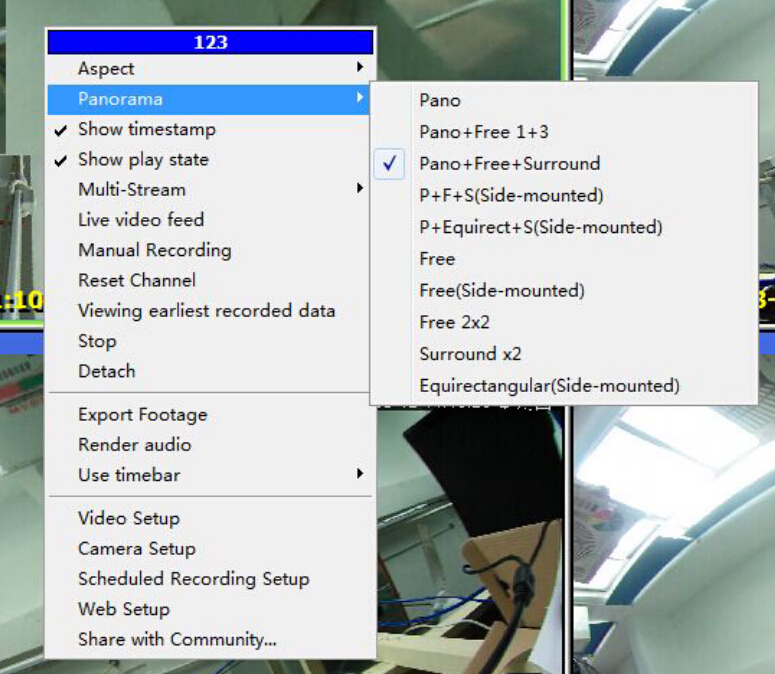 123
Aspect
Panorama
Show timestamp
Show play state
Multi-Stream
Live video feed
Manual Recording
Reset Channel
Viewing earliest recorded data
Stop
Detach
Export Footage
Render audio
Use timebar
Video Setup
Camera Setup
Scheduled Recording Setup
Web Setup
Share with Community...
Pano
Pano+Free 1+3
Pano+Free+Surround
P+F+S(Side-mounted)
P+Equirect+S(Side-mounted)
Free
Free(Side-mounted)
Free 2x2
Surround x2
Equirectangular(Side-mounted)
:10